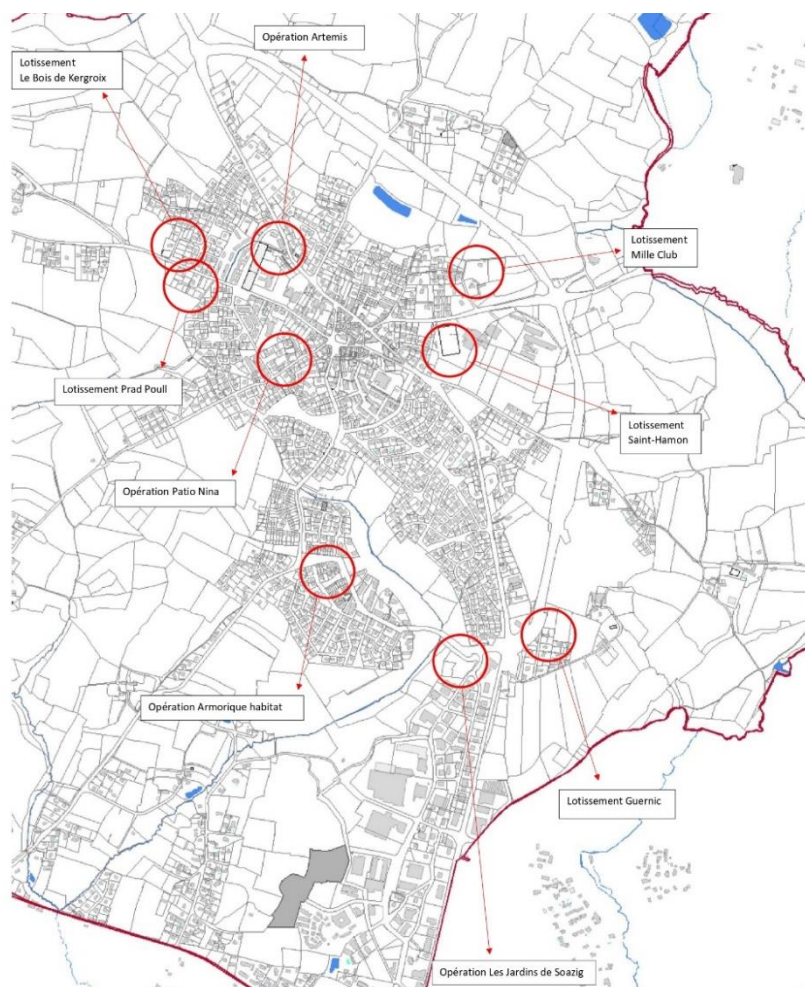 Opération Artemis
Lotissement
Le Bois de Kergroix
Lotissement
Mille Club
Lotissement Prad Poull
Lotissement
Saint-Hamon
Opération Patio Nina
Opération Armorique habitat
Lotissement Guernic
Opération Les Jardins de Soazig